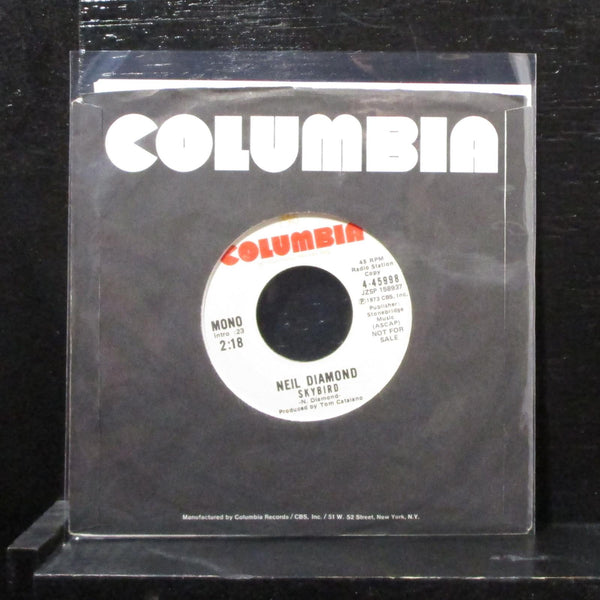 COLUMBIA
COLUMBIA
45 RPM
Radio Station
Copy
4-45998
JZSP 158937
℗ 1973 CBS, Inc.
Publisher:
Stonebridge
Music
(ASCAP)
NOT FOR
SALE
MONO
Intro :23
2:18
NEIL DIAMOND
SKYBIRD
-N. Diamond-
Produced by Tom Catalano
Manufactured by Columbia Records / CBS, Inc. / 51 W. 52 Street, New York, N.Y.